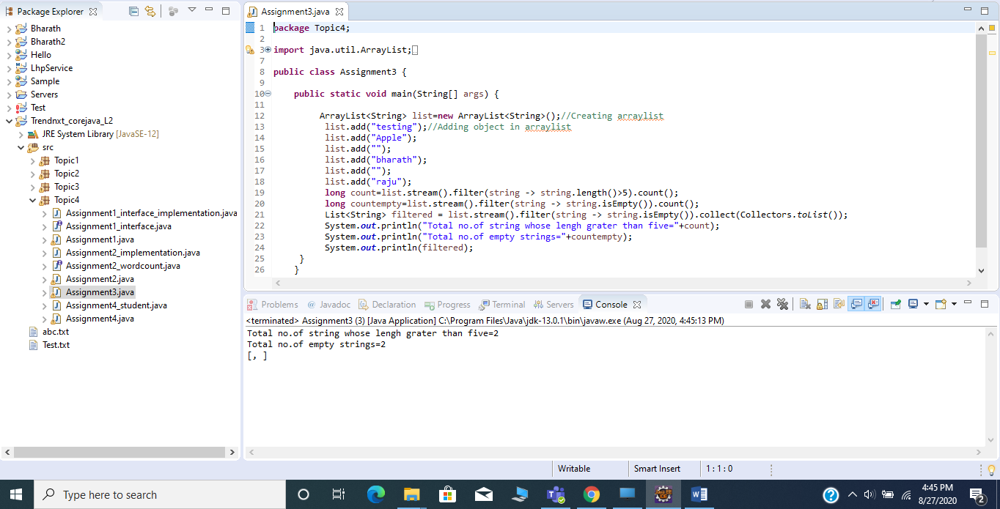 Package Explorer
Bharath
Bharath2
Hello
LhpService
Sample
Servers
Test
Trendnxt_corejava_L2
JRE System Library [JavaSE-12]
src
Topic1
Topic2
Topic3
Topic4
Assignment1_interface_implementation.java
Assignment1_interface.java
Assignment1.java
Assignment2_implementation.java
Assignment2_wordcount.java
Assignment2.java
Assignment3.java
Assignment4_student.java
Assignment4.java
abc.txt
Test.txt
Assignment3.java
1 package Topic4;
2
3 import java.util.ArrayList;
7
8 public class Assignment3 {
9
10 public static void main(String[] args) {
11
12 ArrayList<String> list=new ArrayList<String>();//Creating arraylist
13 list.add("testing");//Adding object in arraylist
14 list.add("Apple");
15 list.add("");
16 list.add("bharath");
17 list.add("");
18 list.add("raju");
19 long count=list.stream().filter(string -> string.length()>5).count();
20 long countempty=list.stream().filter(string -> string.isEmpty()).count();
21 List<String> filtered = list.stream().filter(string -> string.isEmpty()).collect(Collectors.toList());
22 System.out.println("Total no.of string whose lengh grater than five="+count);
23 System.out.println("Total no.of empty strings="+countempty);
24 System.out.println(filtered);
25 }
26 }
Problems @ Javadoc Declaration Progress Terminal Servers Console
<terminated> Assignment3 (3) [Java Application] C:\Program Files\Java\jdk-13.0.1\bin\javaw.exe (Aug 27, 2020, 4:45:13 PM)
Total no.of string whose lengh grater than five=2
Total no.of empty strings=2
[, ]
Writable Smart Insert 1 : 1 : 0
Type here to search
4:45 PM
8/27/2020
2